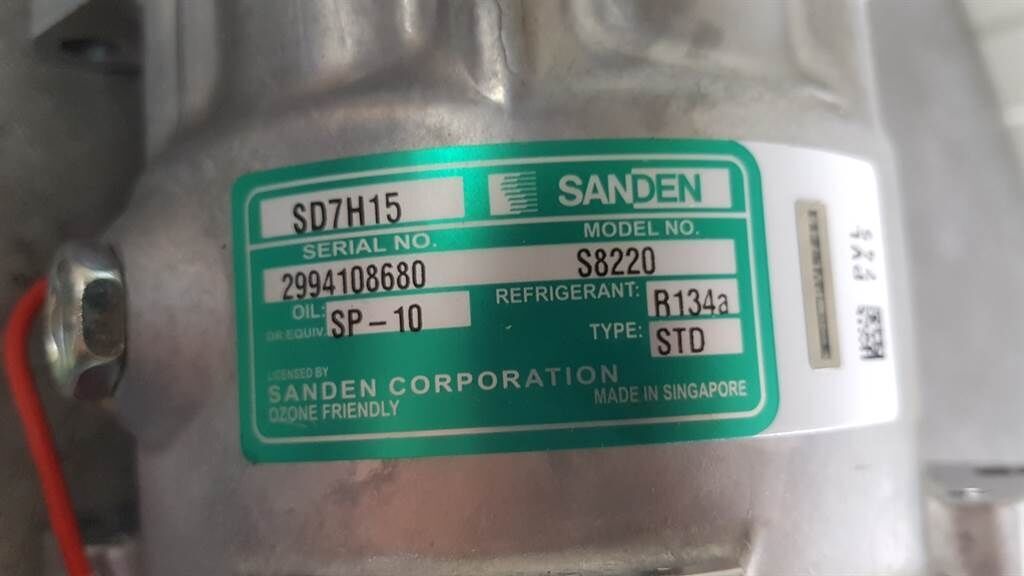 SD7H15 SANDEN
SERIAL NO. MODEL NO.
2994108680 S8220
OIL: SP-10 REFRIGERANT: R134a
OR EQUIV. TYPE: STD
LICENSED BY
SANDEN CORPORATION
OZONE FRIENDLY MADE IN SINGAPORE